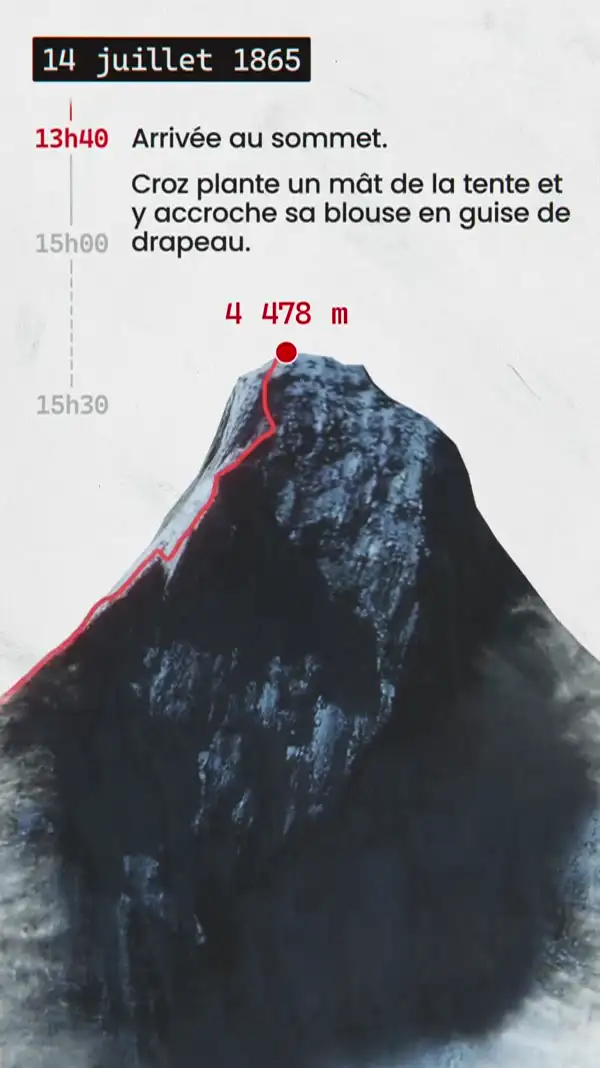 14 juillet 1865
13h40
Arrivée au sommet.
Croz plante un mât de la tente et
y accroche sa blouse en guise de
15h00
drapeau.
4 478 m
15h30